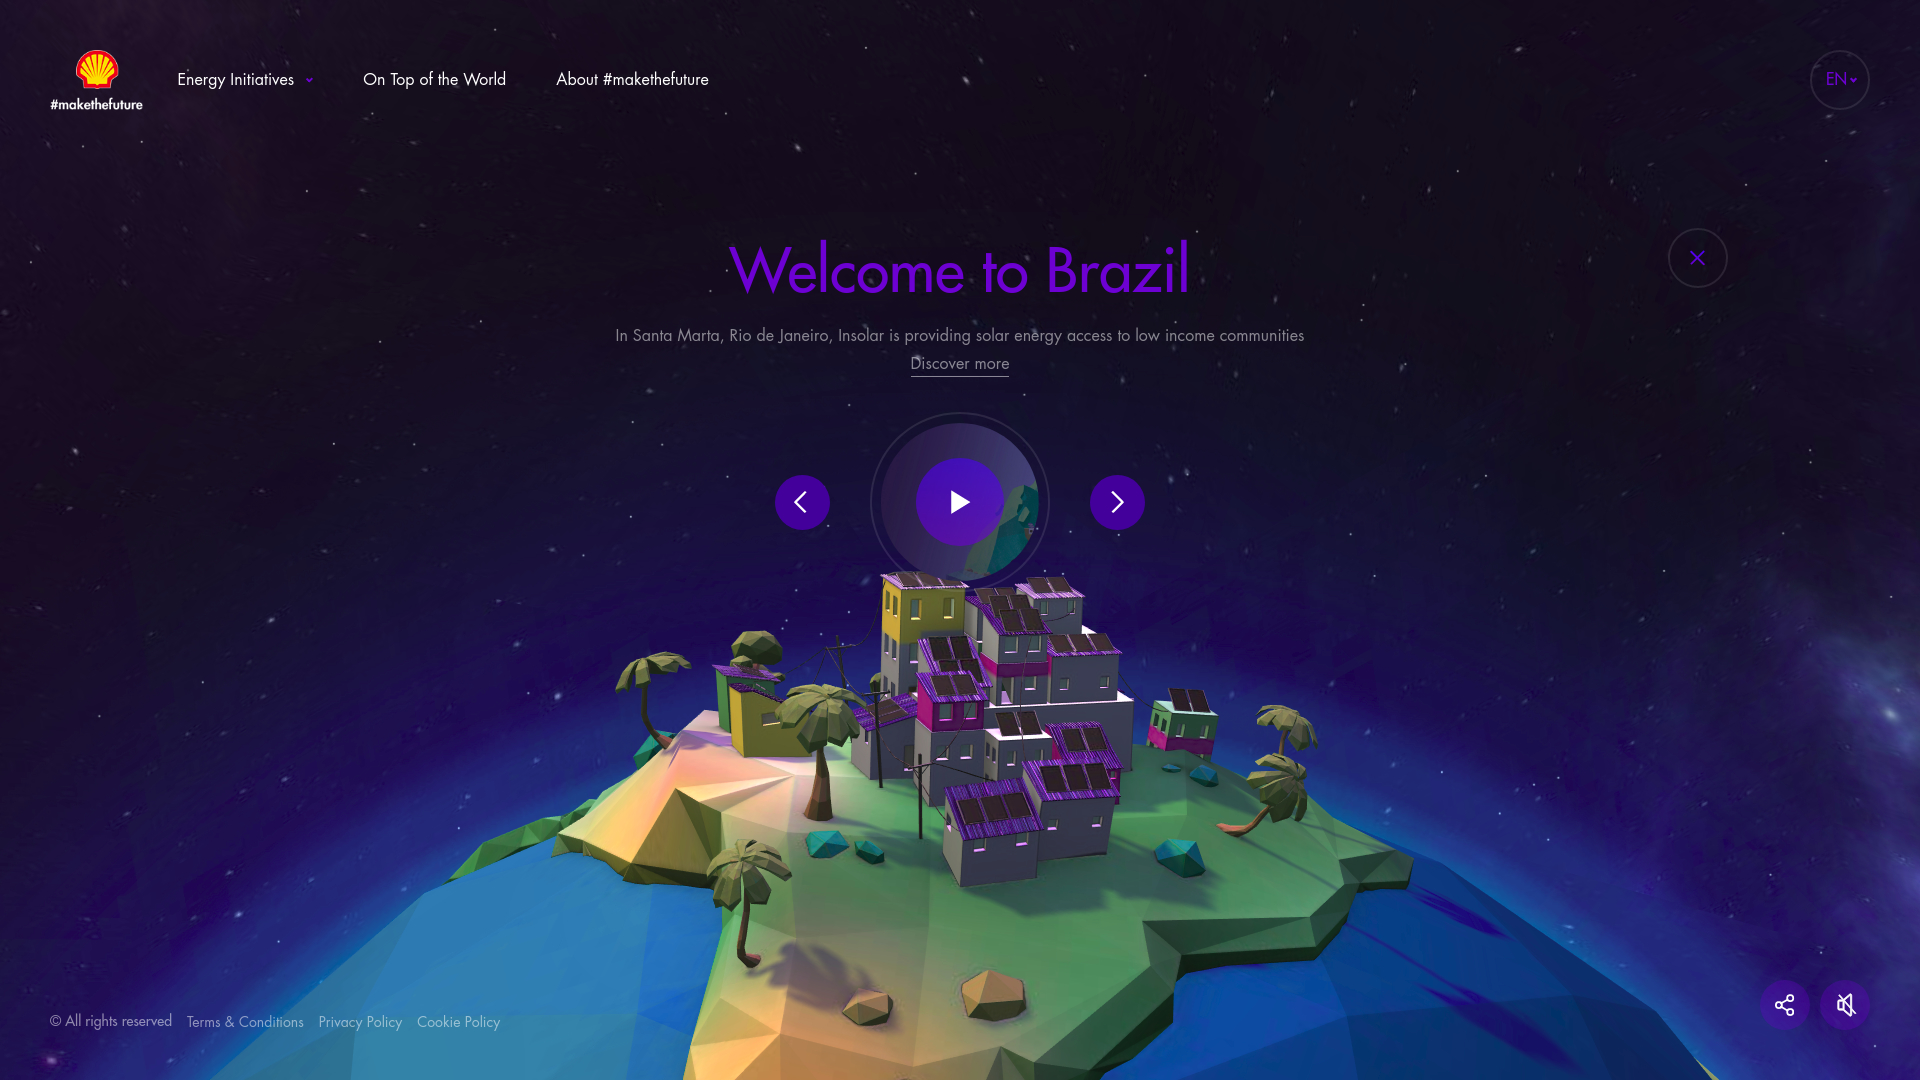 #makethefuture
Energy Initiatives
On Top of the World
About #makethefuture
EN
Welcome to Brazil
In Santa Marta, Rio de Janeiro, Insolar is providing solar energy access to low income communities
Discover more
© All rights reserved
Terms & Conditions
Privacy Policy
Cookie Policy